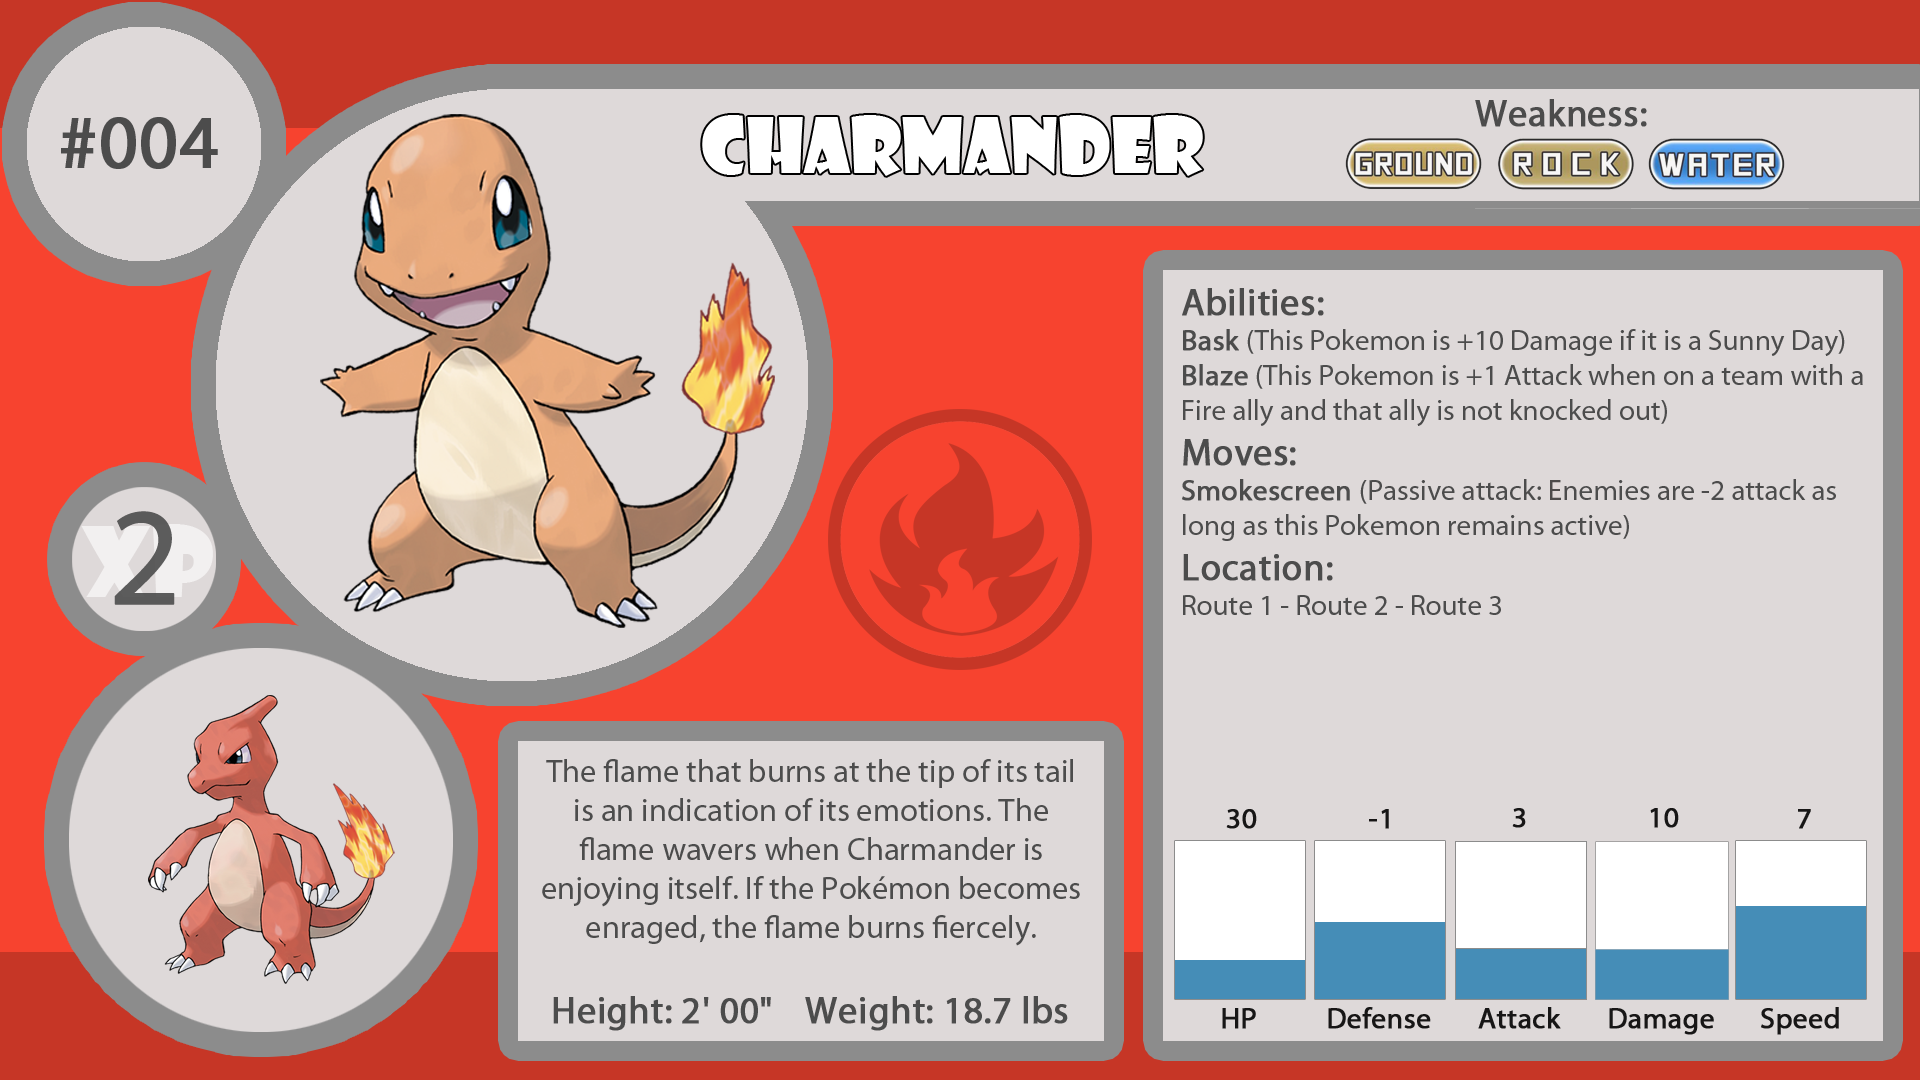 #004
CHARMANDER
Weakness:
GROUND ROCK WATER
Abilities:
Bask (This Pokemon is +10 Damage if it is a Sunny Day)
Blaze (This Pokemon is +1 Attack when on a team with a
Fire ally and that ally is not knocked out)
Moves:
Smokescreen (Passive attack: Enemies are -2 attack as
long as this Pokemon remains active)
Location:
Route 1 - Route 2 - Route 3
XP
2
The flame that burns at the tip of its tail
is an indication of its emotions. The
flame wavers when Charmander is
enjoying itself. If the Pokémon becomes
enraged, the flame burns fiercely.
Height: 2' 00" Weight: 18.7 lbs
30 -1 3 10 7
HP Defense Attack Damage Speed